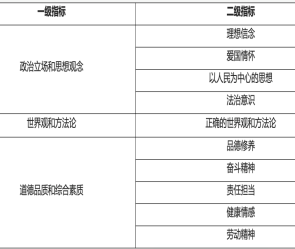 一级指标 二级指标
政治立场和思想观念
理想信念
爱国情怀
以人民为中心的思想
法治意识
世界观和方法论 正确的世界观和方法论
道德品质和综合素质
品德修养
奋斗精神
责任担当
健康情感
劳动精神